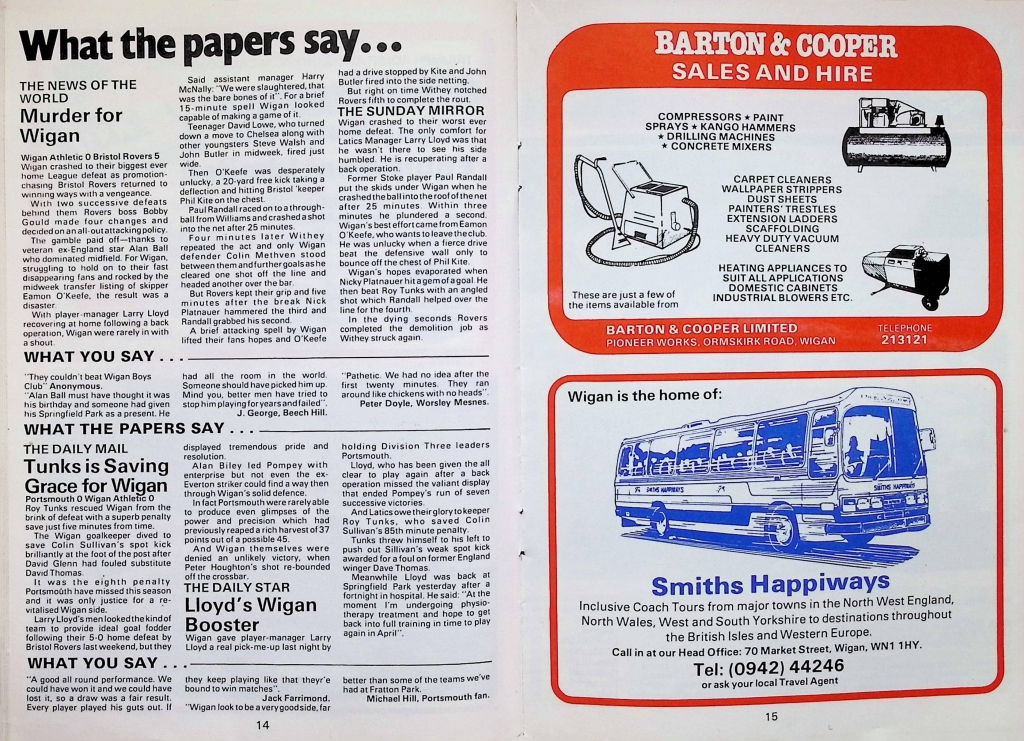 What the papers say...
THE NEWS OF THE
WORLD
Murder for
Wigan
Wigan Athletic 0 Bristol Rovers 5
Wigan crashed to their biggest ever
home League defeat as promotion-
chasing Bristol Rovers returned to
winning ways with a vengeance.
With two successive defeats
behind them Rovers boss Bobby
Gould made four changes and
decided on an all-out attacking policy.
The gamble paid off—thanks to
veteran ex-England star Alan Ball
who dominated midfield. For Wigan,
struggling to hold on to their fast
disappearing fans and rocked by the
midweek transfer listing of skipper
Eamon O'Keefe, the result was a
disaster.
With player-manager Larry Lloyd
recovering at home following a back
operation, Wigan were rarely in with
a shout.
Said assistant manager Harry
McNally: "We were slaughtered, that
was the bare bones of it". For a brief
15-minute spell Wigan looked
capable of making a game of it.
Teenager David Lowe, who turned
down a move to Chelsea along with
other youngsters Steve Walsh and
John Butler in midweek, fired just
wide.
Then O'Keefe was desperately
unlucky, a 20-yard free kick taking a
deflection and hitting Bristol 'keeper
Phil Kite on the chest.
Paul Randall raced on to a through-
ball from Williams and crashed a shot
into the net after 25 minutes.
Four minutes later Withey
repeated the act and only Wigan
defender Colin Methven stood
between them and further goals as he
cleared one shot off the line and
headed another over the bar.
But Rovers kept their grip and five
minutes after the break Nick
Platnauer hammered the third and
Randall grabbed his second.
A brief attacking spell by Wigan
lifted their fans hopes and O'Keefe
had a drive stopped by Kite and John
Butler fired into the side netting.
But right on time Withey notched
Rovers fifth to complete the rout.
THE SUNDAY MIRROR
Wigan crashed to their worst ever
home defeat. The only comfort for
Latics Manager Larry Lloyd was that
he wasn't there to see his side
humbled. He is recuperating after a
back operation.
Former Stoke player Paul Randall
put the skids under Wigan when he
crashed the ball into the roof of the net
after 25 minutes. Within three
minutes he plundered a second.
Wigan's best effort came from Eamon
O'Keefe, who wants to leave the club.
He was unlucky when a fierce drive
beat the defensive wall only to
bounce off the chest of Phil Kite.
Wigan's hopes evaporated when
Nicky Platnauer hit a gem of a goal. He
then beat Roy Tunks with an angled
shot which Randall helped over the
line for the fourth.
In the dying seconds Rovers
completed the demolition job as
Withey struck again.
WHAT YOU SAY...
"They couldn't beat Wigan Boys
Club" Anonymous.
"Alan Ball must have thought it was
his birthday and someone had given
his Springfield Park as a present. He
had all the room in the world.
Someone should have picked him up.
Mind you, better men have tried to
stop him playing for years and failed".
J. George, Beech Hill.
"Pathetic. We had no idea after the
first twenty minutes. They ran
around like chickens with no heads".
Peter Doyle, Worsley Mesnes.
WHAT THE PAPERS SAY...
THE DAILY MAIL
Tunks is Saving
Grace for Wigan
Portsmouth 0 Wigan Athletic 0
Roy Tunks rescued Wigan from the
brink of defeat with a superb penalty
save just five minutes from time.
The Wigan goalkeeper dived to
save Colin Sullivan's spot kick
brilliantly at the foot of the post after
David Glenn had fouled substitute
David Thomas.
It was the eighth penalty
Portsmouth have missed this season
and it was only justice for a re-
vitalised Wigan side.
Larry Lloyd's men looked the kind of
team to provide ideal goal fodder
following their 5-0 home defeat by
Bristol Rovers last weekend, but they
displayed tremendous pride and
resolution.
Alan Biley led Pompey with
enterprise but not even the ex-
Everton striker could find a way then
through Wigan's solid defence.
In fact Portsmouth were rarely able
to produce even glimpses of the
power and precision which had
previously reaped a rich harvest of 37
points out of a possible 45.
And Wigan themselves were
denied an unlikely victory, when
Peter Houghton's shot re-bounded
off the crossbar.
THE DAILY STAR
Lloyd's Wigan
Booster
Wigan gave player-manager Larry
Lloyd a real pick-me-up last night by
holding Division Three leaders
Portsmouth.
Lloyd, who has been given the all
clear to play again after a back
operation missed the valiant display
that ended Pompey's run of seven
successive victories.
And Latics owe their glory to keeper
Roy Tunks, who saved Colin
Sullivan's 85th minute penalty.
Tunks threw himself to his left to
push out Sullivan's weak spot kick
awarded for a foul on former England
winger Dave Thomas.
Meanwhile Lloyd was back at
Springfield Park yesterday after a
fortnight in hospital. He said: "At the
moment I'm undergoing physio-
therapy treatment and hope to get
back into full training in time to play
again in April".
WHAT YOU SAY...
"A good all round performance. We
could have won it and we could have
lost it, so a draw was a fair result.
Every player played his guts out. If
they keep playing like that they're
bound to win matches".
Jack Farrimond.
"Wigan look to be a very good side, far
better than some of the teams we've
had at Fratton Park.
Michael Hill, Portsmouth fan.
14
BARTON & COOPER
SALES AND HIRE
COMPRESSORS ★ PAINT
SPRAYS ★ KANGO HAMMERS
★ DRILLING MACHINES
★ CONCRETE MIXERS
CARPET CLEANERS
WALLPAPER STRIPPERS
DUST SHEETS
PAINTERS' TRESTLES
EXTENSION LADDERS
SCAFFOLDING
HEAVY DUTY VACUUM
CLEANERS
HEATING APPLIANCES TO
SUIT ALL APPLICATIONS
DOMESTIC CABINETS
INDUSTRIAL BLOWERS ETC.
These are just a few of
the items available from
BARTON & COOPER LIMITED
PIONEER WORKS, ORMSKIRK ROAD, WIGAN
TELEPHONE
213121
Wigan is the home of:
SMITHS HAPPIWAYS
SMITHS HAPPIWAYS
Smiths Happiways
Inclusive Coach Tours from major towns in the North West England,
North Wales, West and South Yorkshire to destinations throughout
the British Isles and Western Europe.
Call in at our Head Office: 70 Market Street, Wigan, WN1 1HY.
Tel: (0942) 44246
or ask your local Travel Agent
15